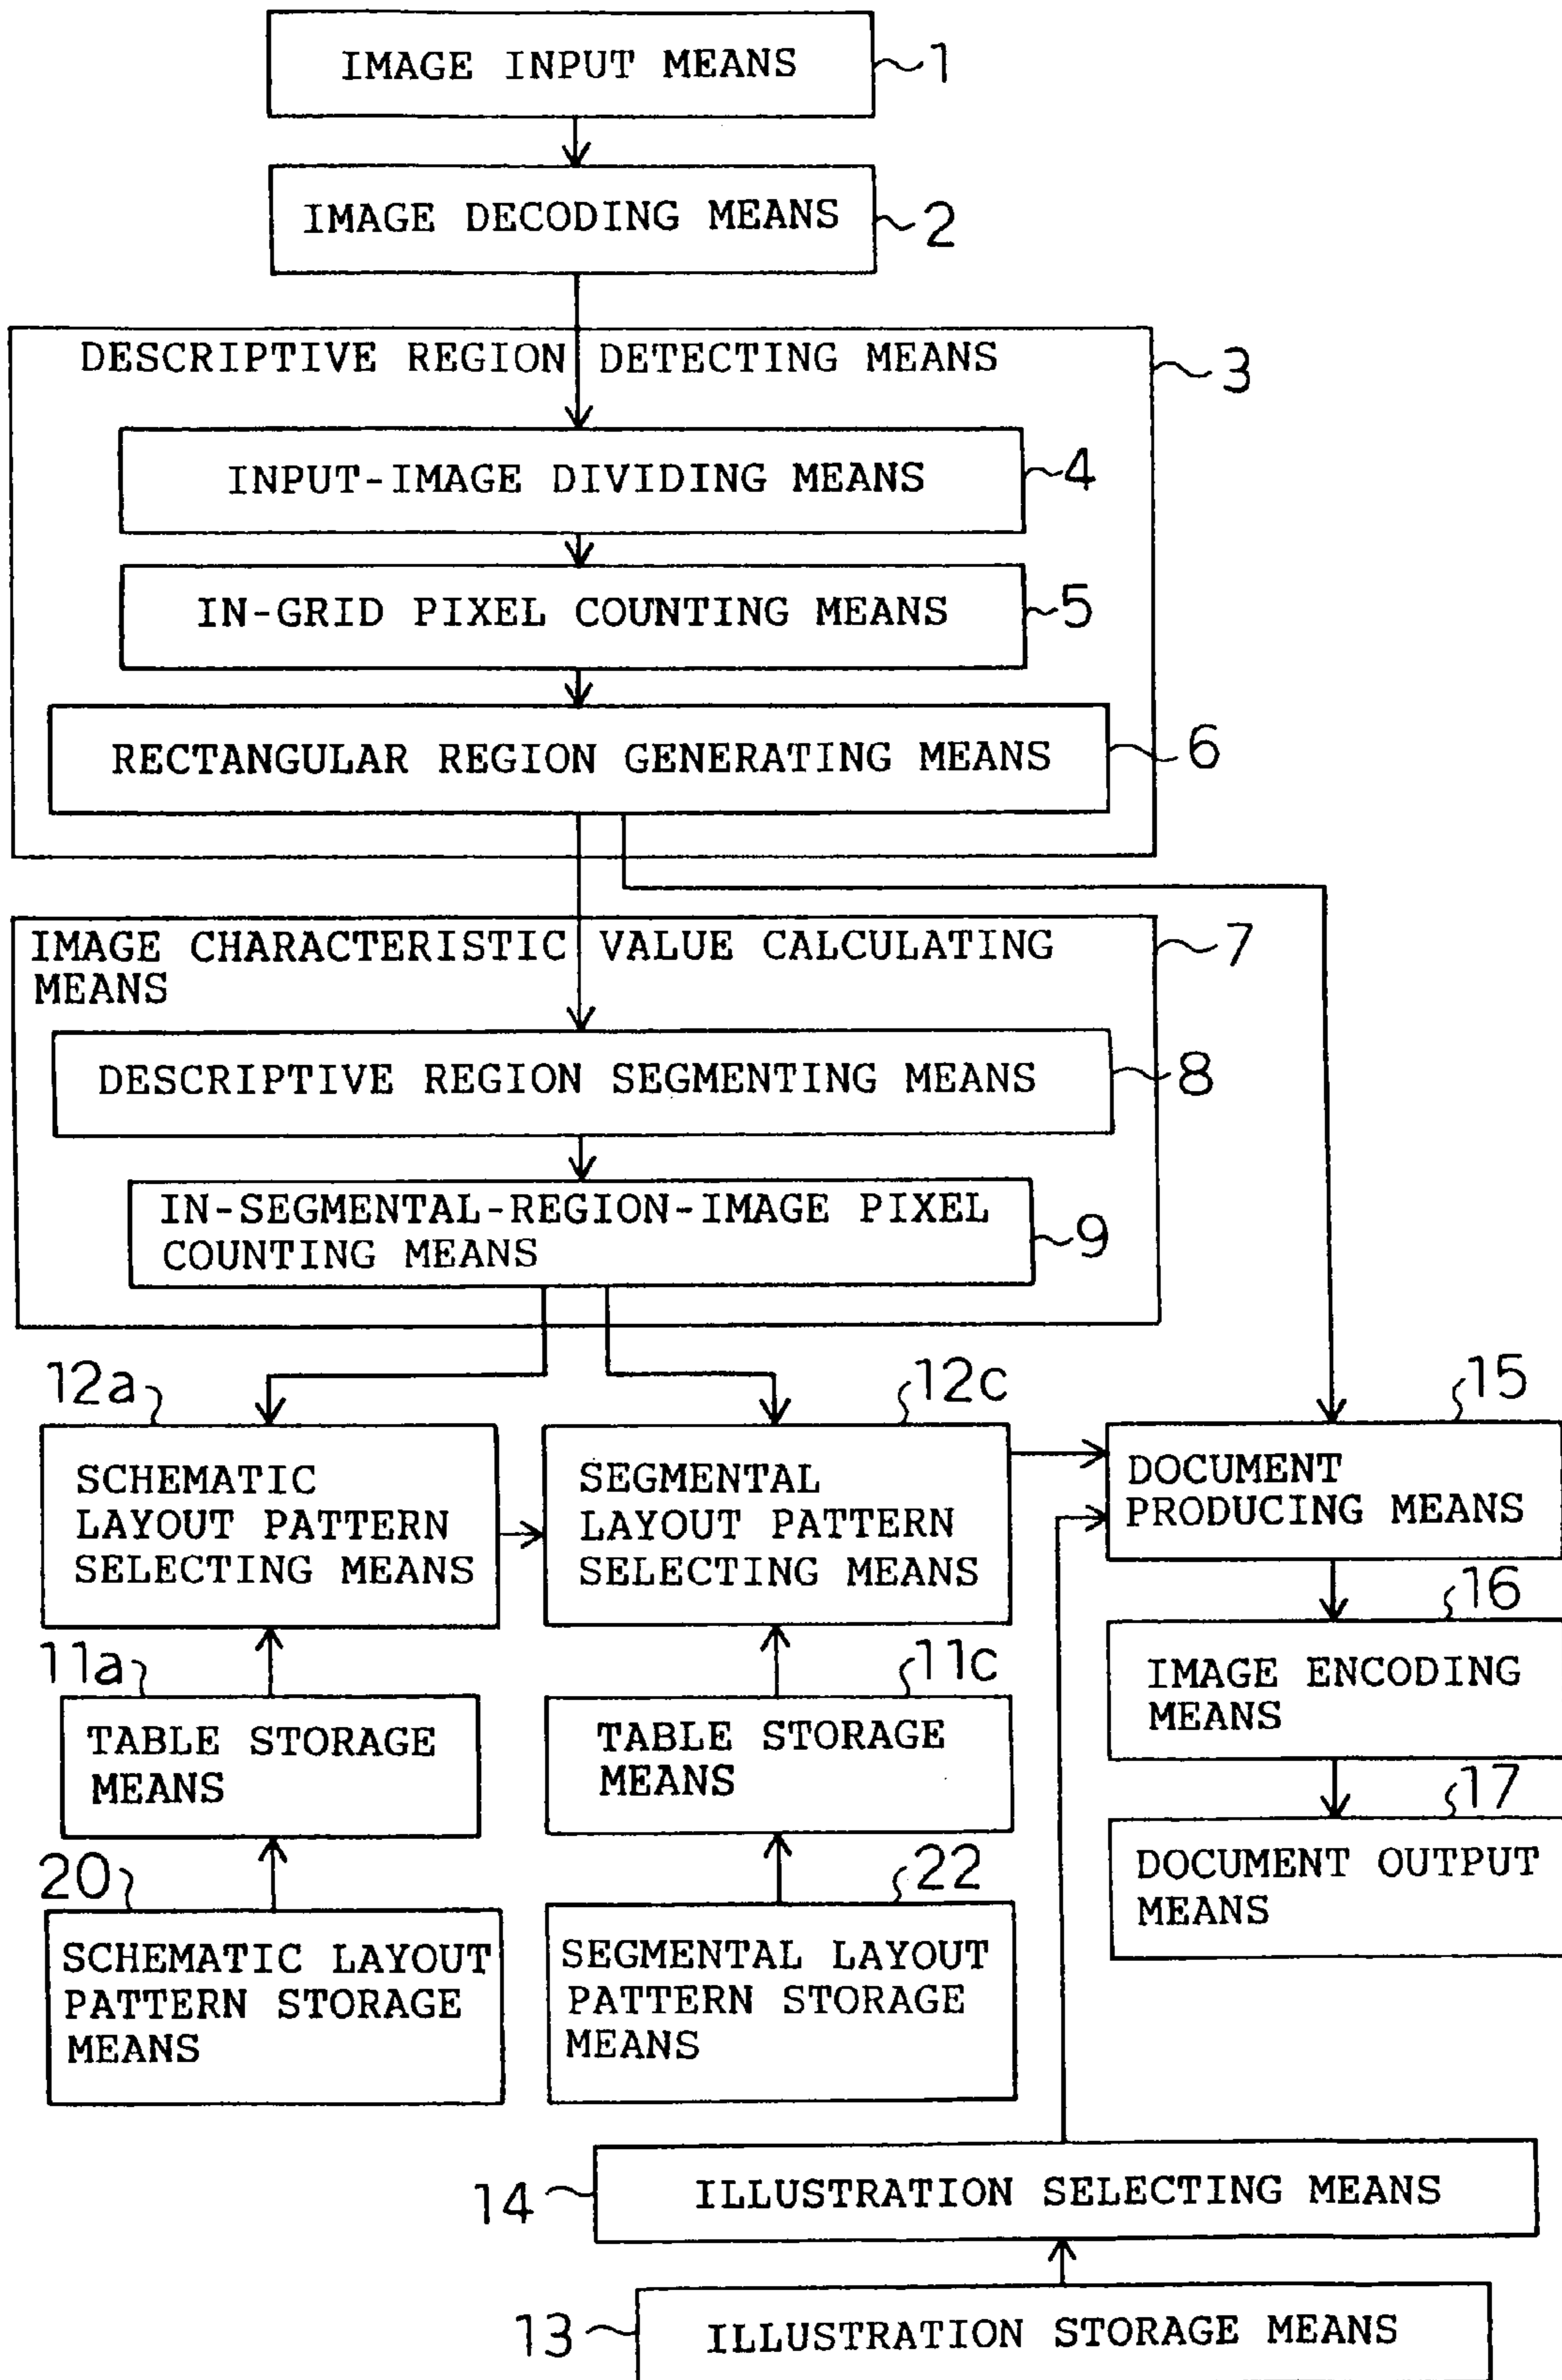 IMAGE INPUT MEANS
1
IMAGE DECODING MEANS
2
DESCRIPTIVE REGION DETECTING MEANS
3
INPUT-IMAGE DIVIDING MEANS
4
IN-GRID PIXEL COUNTING MEANS
5
RECTANGULAR REGION GENERATING MEANS
6
IMAGE CHARACTERISTIC VALUE CALCULATING
MEANS
7
DESCRIPTIVE REGION SEGMENTING MEANS
8
IN-SEGMENTAL-REGION-IMAGE PIXEL
COUNTING MEANS
9
12a
SCHEMATIC
LAYOUT PATTERN
SELECTING MEANS
12c
SEGMENTAL
LAYOUT PATTERN
SELECTING MEANS
15
DOCUMENT
PRODUCING MEANS
11a
TABLE STORAGE
MEANS
11c
TABLE STORAGE
MEANS
16
IMAGE ENCODING
MEANS
20
SCHEMATIC LAYOUT
PATTERN STORAGE
MEANS
22
SEGMENTAL LAYOUT
PATTERN STORAGE
MEANS
17
DOCUMENT OUTPUT
MEANS
14
ILLUSTRATION SELECTING MEANS
13
ILLUSTRATION STORAGE MEANS